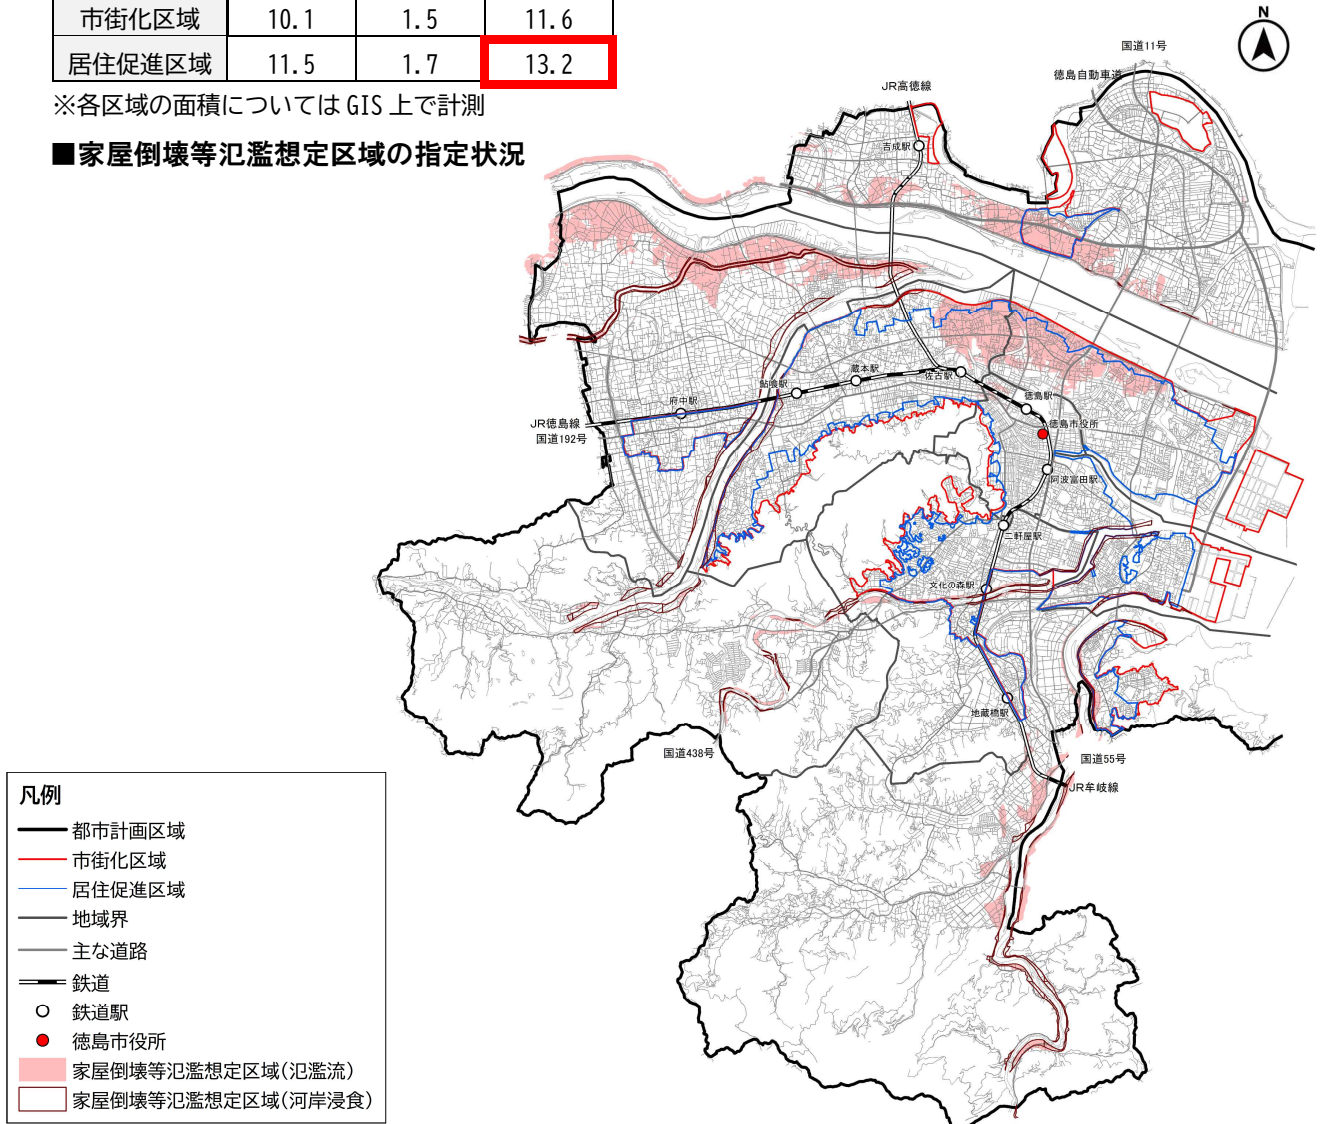 市街化区域 10.1 1.5 11.6
居住促進区域 11.5 1.7 13.2
※各区域の面積については GIS 上で計測
■家屋倒壊等氾濫想定区域の指定状況
N
国道11号
徳島自動車道
JR高徳線
吉成駅
蔵本駅
佐古駅
鮎喰駅
府中駅
徳島駅
JR徳島線
国道192号
徳島市役所
阿波富田駅
二軒屋駅
文化の森駅
地蔵橋駅
国道438号
国道55号
JR牟岐線
凡例
都市計画区域
市街化区域
居住促進区域
地域界
主な道路
鉄道
鉄道駅
徳島市役所
家屋倒壊等氾濫想定区域(氾濫流)
家屋倒壊等氾濫想定区域(河岸浸食)